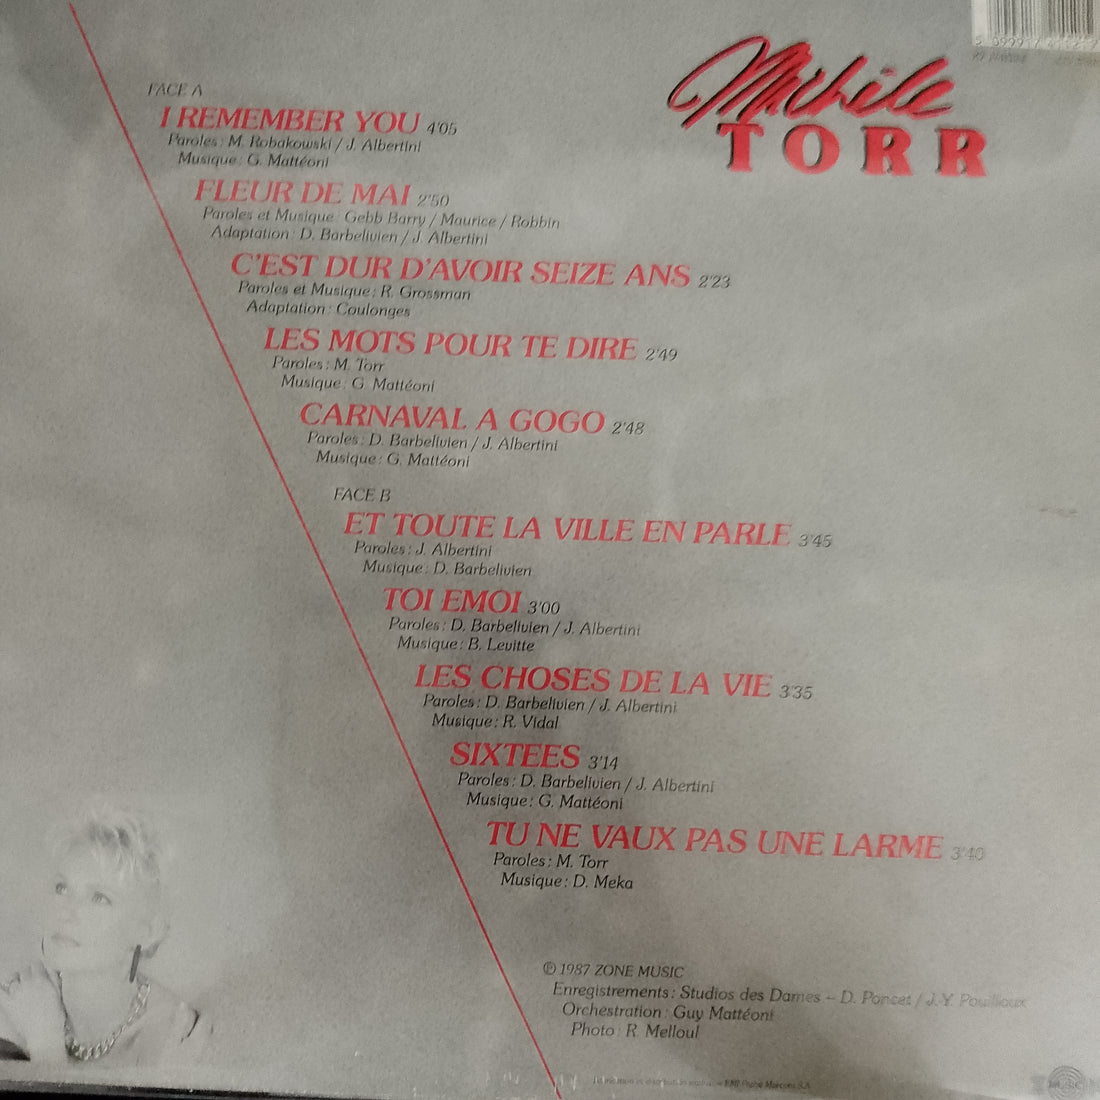 Michèle
TORR
FACE A
I REMEMBER YOU 4'05
Paroles : M. Robakowski / J. Albertini
Musique : G. Mattéoni
FLEUR DE MAI 2'50
Paroles et Musique : Gebb Barry / Maurice / Robbin
Adaptation : D. Barbelivien / J. Albertini
C'EST DUR D'AVOIR SEIZE ANS 2'23
Paroles et Musique : R. Grossman
Adaptation : Coulonges
LES MOTS POUR TE DIRE 2'49
Paroles : M. Torr
Musique : G. Mattéoni
CARNAVAL A GOGO 2'48
Paroles : D. Barbelivien / J. Albertini
Musique : G. Mattéoni
FACE B
ET TOUTE LA VILLE EN PARLE 3'45
Paroles : J. Albertini
Musique : D. Barbelivien
TOI EMOI 3'00
Paroles : D. Barbelivien / J. Albertini
Musique : B. Levitte
LES CHOSES DE LA VIE 3'35
Paroles : D. Barbelivien / J. Albertini
Musique : R. Vidal
SIXTEES 3'14
Paroles : D. Barbelivien / J. Albertini
Musique : G. Mattéoni
TU NE VAUX PAS UNE LARME 3'40
Paroles : M. Torr
Musique : D. Meka
℗ 1987 ZONE MUSIC
Enregistrements : Studios des Dames – D. Poncet / J.Y. Pouilloux
Orchestration : Guy Mattéoni
Photo : R. Melloul
EMI Pathé Marconi S.A.